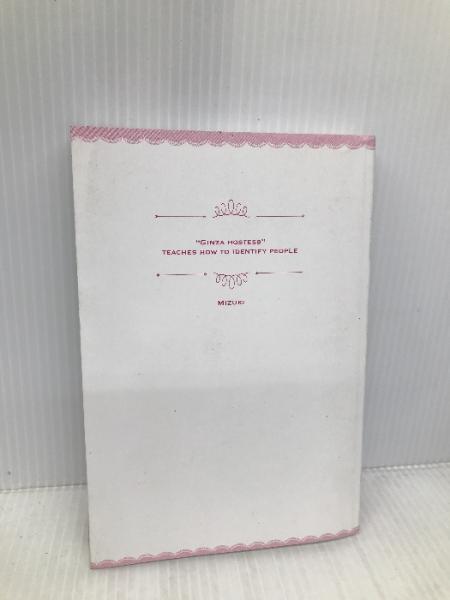 "GINZA HOSTESS"
TEACHES HOW TO IDENTIFY PEOPLE
MIZUKI